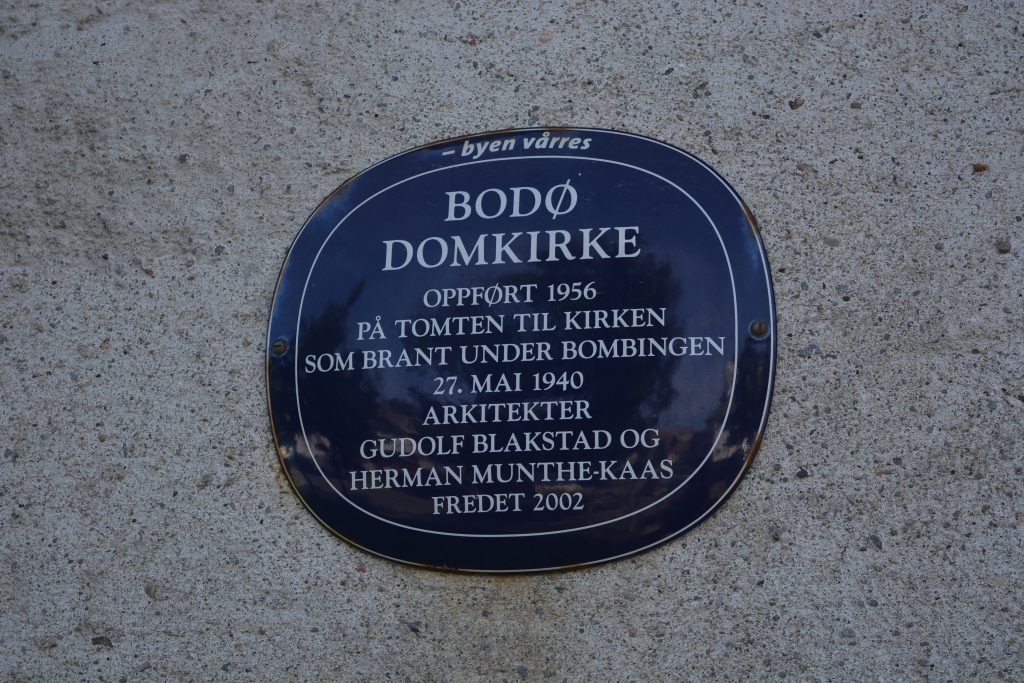 – byen vårres
BODØ
DOMKIRKE
OPPFØRT 1956
PÅ TOMTEN TIL KIRKEN
SOM BRANT UNDER BOMBINGEN
27. MAI 1940
ARKITEKTER
GUDOLF BLAKSTAD OG
HERMAN MUNTHE-KAAS
FREDET 2002